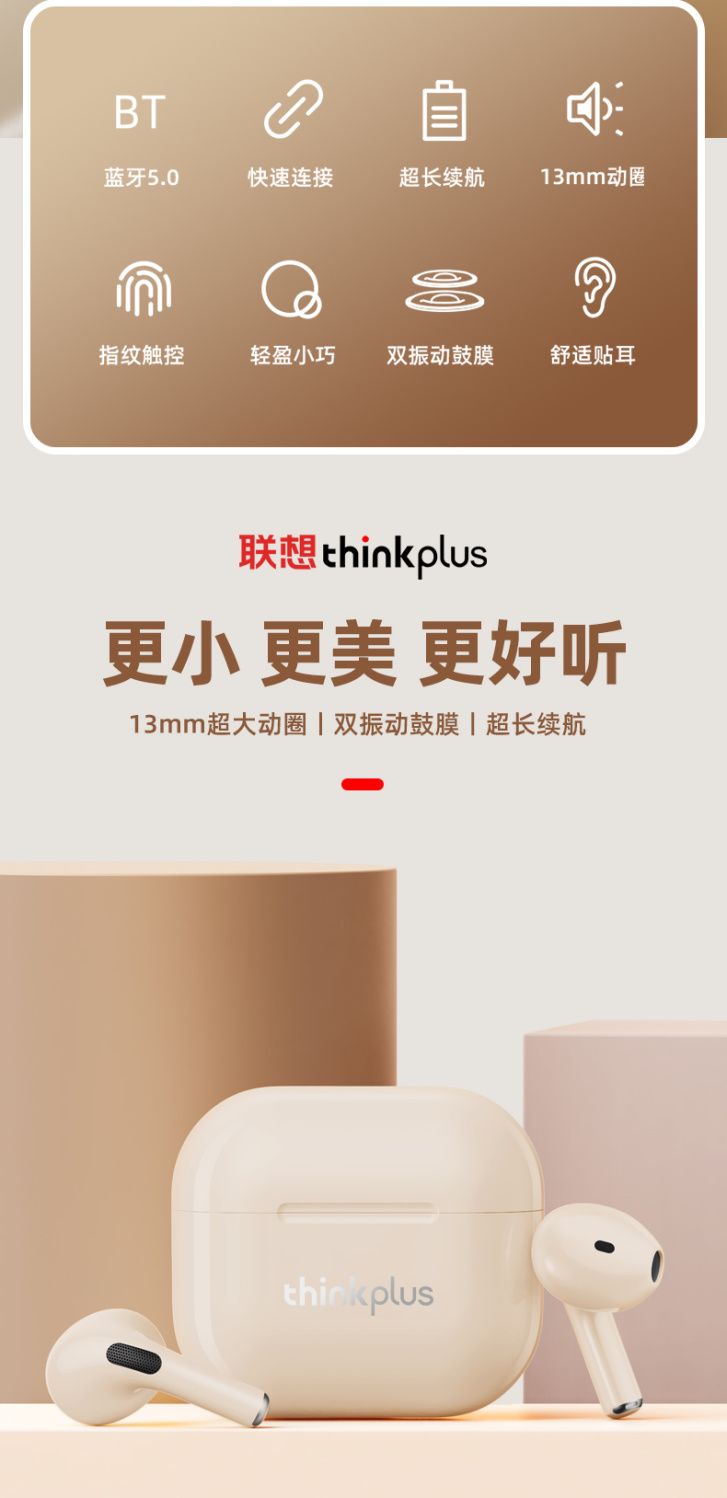 BT
蓝牙5.0 快速连接 超长续航 13mm动圈
指纹触控 轻盈小巧 双振动鼓膜 舒适贴耳
联想thinkplus
更小 更美 更好听
13mm超大动圈丨双振动鼓膜丨超长续航
thinkplus